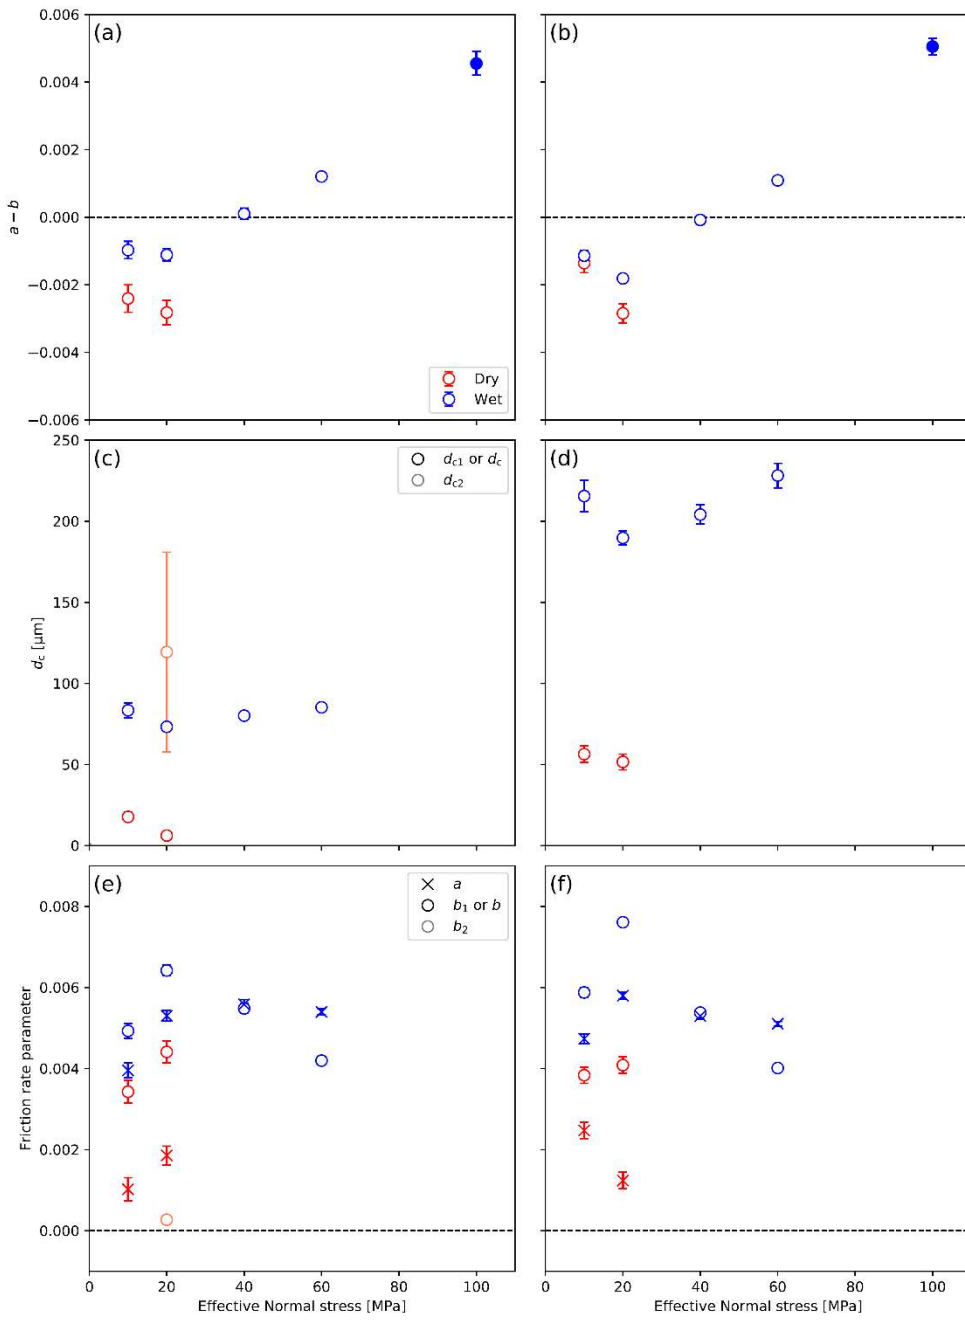 (a)
(b)
0.006
0.004
0.002
0.000
−0.002
−0.004
−0.006
a − b
Dry
Wet
(c)
(d)
250
200
150
100
50
0
d_c [μm]
d_c1 or d_c
d_c2
(e)
(f)
0.008
0.006
0.004
0.002
0.000
Friction rate parameter
a
b_1 or b
b_2
0 20 40 60 80 100
0 20 40 60 80 100
Effective Normal stress [MPa]
Effective Normal stress [MPa]